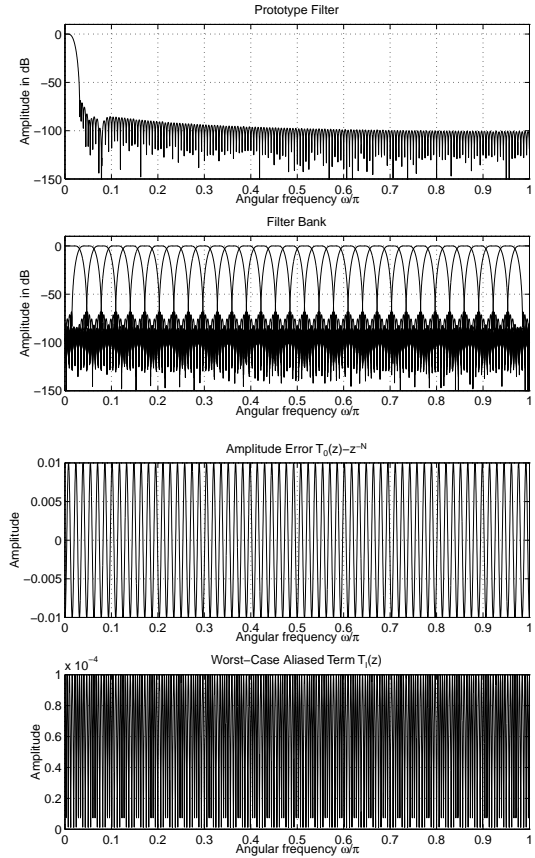 Prototype Filter
0
−50
−100
−150
Amplitude in dB
0 0.1 0.2 0.3 0.4 0.5 0.6 0.7 0.8 0.9 1
Angular frequency ω/π
Filter Bank
0
−50
−100
−150
Amplitude in dB
0 0.1 0.2 0.3 0.4 0.5 0.6 0.7 0.8 0.9 1
Angular frequency ω/π
Amplitude Error T₀(z)−z⁻ᴺ
0.01
0.005
0
−0.005
−0.01
Amplitude
0 0.1 0.2 0.3 0.4 0.5 0.6 0.7 0.8 0.9 1
Angular frequency ω/π
Worst−Case Aliased Term Tₗ(z)
x 10⁻⁴
1
0.8
0.6
0.4
0.2
0
Amplitude
0 0.1 0.2 0.3 0.4 0.5 0.6 0.7 0.8 0.9 1
Angular frequency ω/π